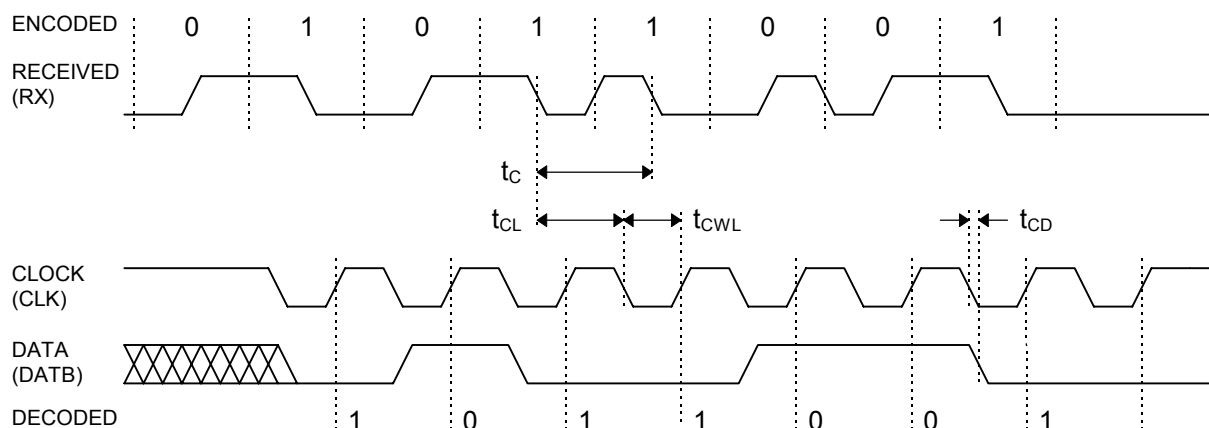 ENCODED 0 1 0 1 1 0 0 1
RECEIVED
(RX)
tC
tCL tCWL tCD
CLOCK
(CLK)
DATA
(DATB)
DECODED 1 0 1 1 0 0 1